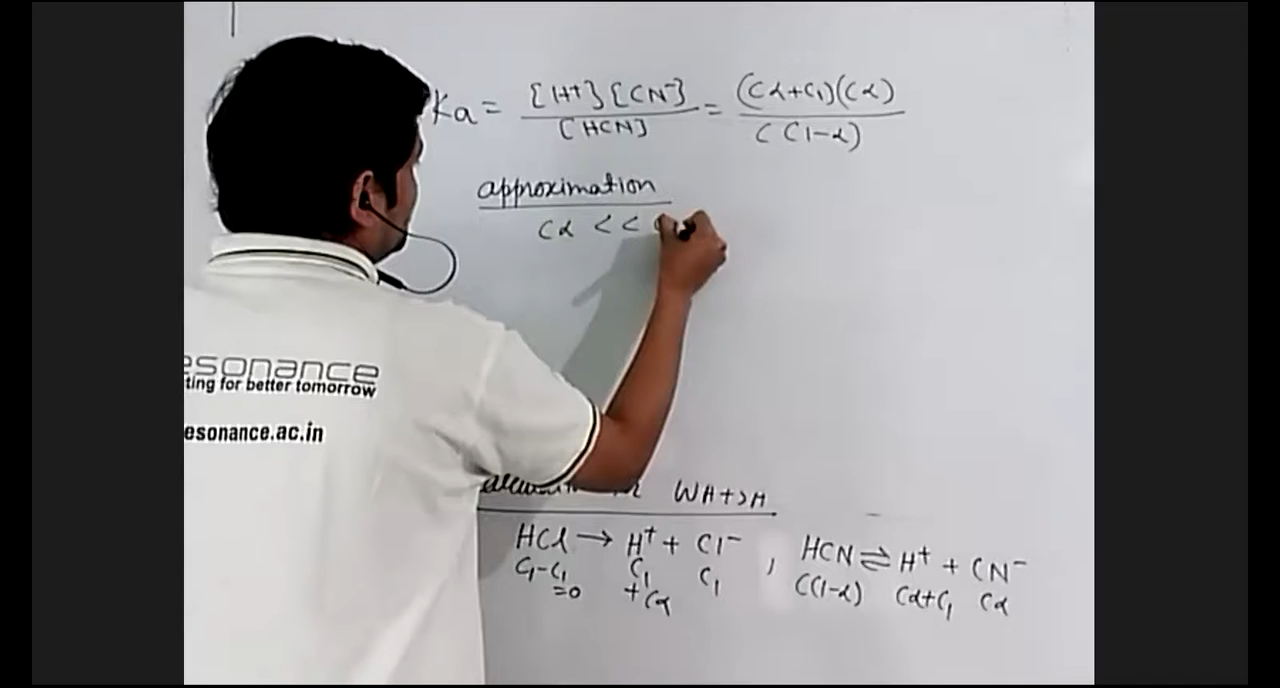 Ka = [H+] [CN-] / [HCN] = (Cα+C₁)(Cα) / C(1-α)
approximation
Cα <<
esonance
ting for better tomorrow
esonance.ac.in
WA+SA
HCl → H⁺ + Cl⁻ , HCN ⇌ H⁺ + CN⁻
C₁-C₁ C₁ C₁ C(1-α) Cα+C₁ Cα
=0 +Cα